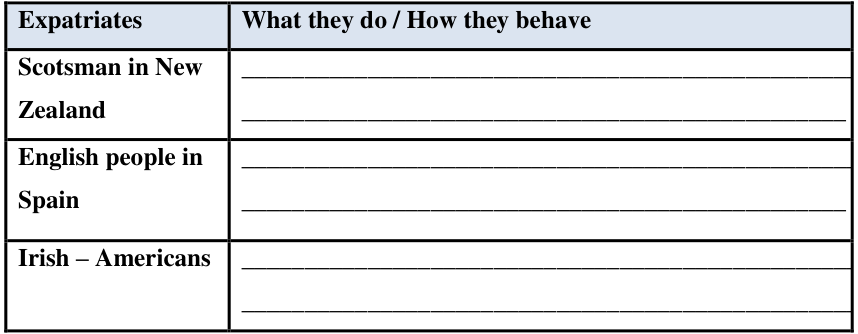 Expatriates
What they do / How they behave
Scotsman in New
Zealand
English people in
Spain
Irish – Americans